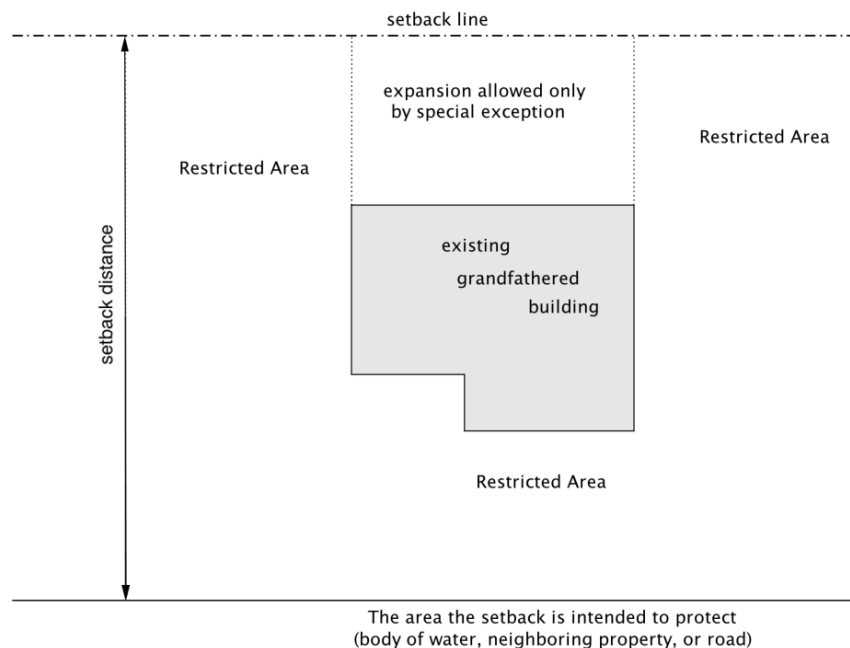 setback line
expansion allowed only
by special exception
Restricted Area
Restricted Area
existing
grandfathered
building
setback distance
Restricted Area
The area the setback is intended to protect
(body of water, neighboring property, or road)